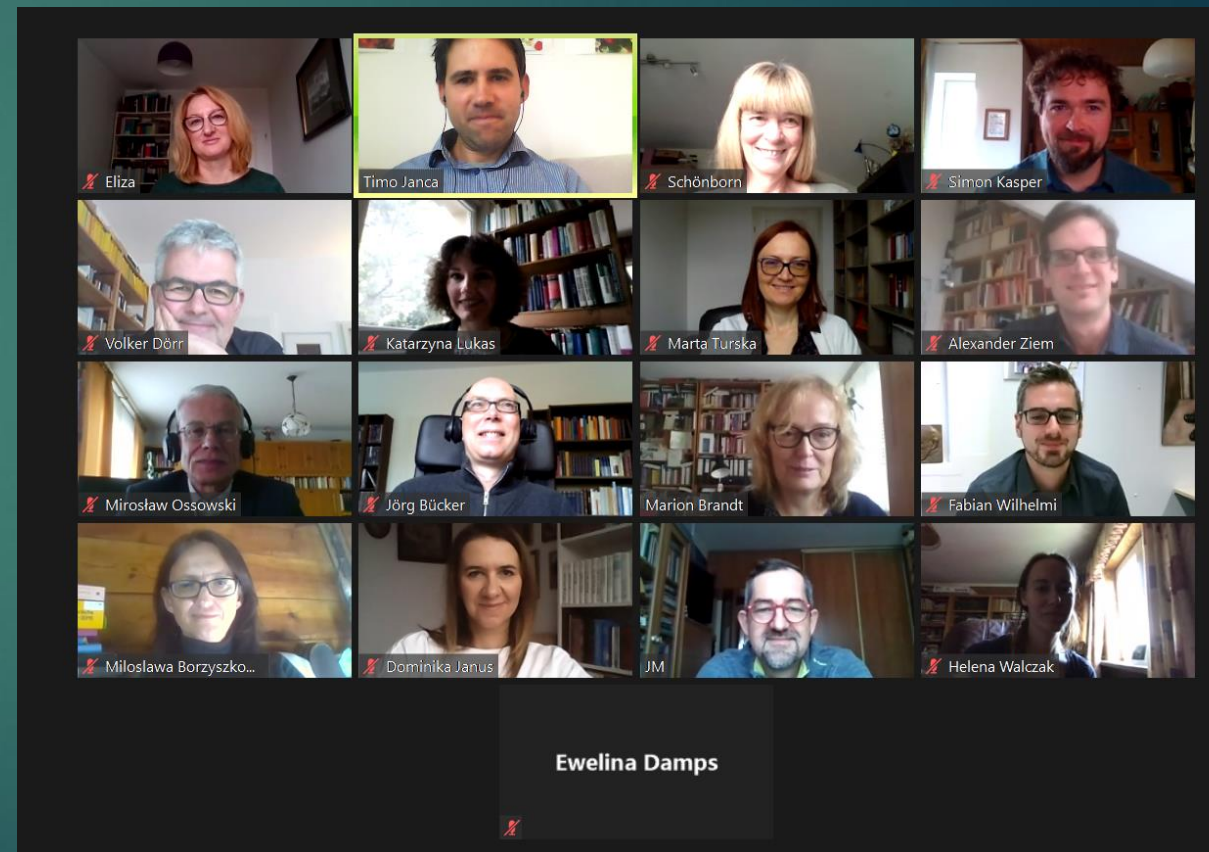 Eliza
Timo Janca
Schönborn
Simon Kasper
Volker Dörr
Katarzyna Lukas
Marta Turska
Alexander Ziem
Mirosław Ossowski
Jörg Bücker
Marion Brandt
Fabian Wilhelmi
Miloslawa Borzyszko...
Dominika Janus
JM
Helena Walczak
Ewelina Damps